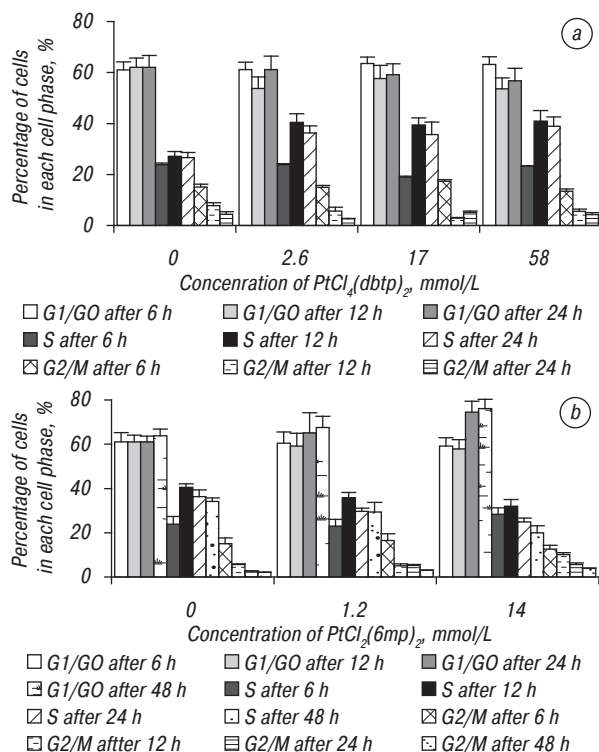 a
Percentage of cells
in each cell phase, %
80
60
40
20
0
0 2.6 17 58
Concenration of PtCl4(dbtp)2, mmol/L
G1/GO after 6 h G1/GO after 12 h G1/GO after 24 h
S after 6 h S after 12 h S after 24 h
G2/M after 6 h G2/M after 12 h G2/M after 24 h
b
Percentage of cells
in each cell phase, %
80
60
40
20
0
0 1.2 14
Concentration of PtCl2(6mp)2, mmol/L
G1/GO after 6 h G1/GO after 12 h G1/GO after 24 h
G1/GO after 48 h S after 6 h S after 12 h
S after 24 h S after 48 h G2/M after 6 h
G2/M atter 12 h G2/M after 24 h G2/M after 48 h